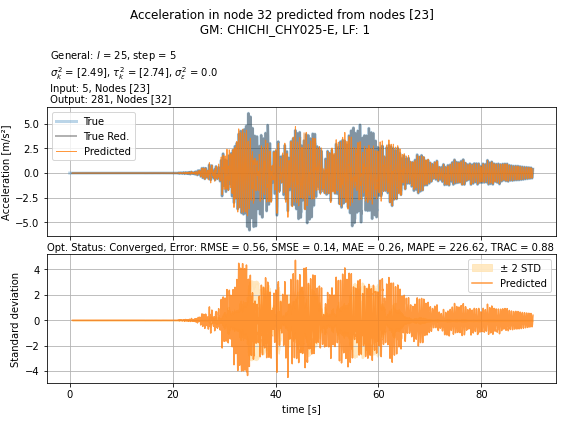 Acceleration in node 32 predicted from nodes [23]
GM: CHICHI_CHY025-E, LF: 1
General: l = 25, step = 5
σ²ₖ = [2.49], τ²ₖ = [2.74], σ²ε = 0.0
Input: 5, Nodes [23]
Output: 281, Nodes [32]
True
True Red.
Predicted
Acceleration [m/s²]
5.0
2.5
0.0
−2.5
−5.0
Opt. Status: Converged, Error: RMSE = 0.56, SMSE = 0.14, MAE = 0.26, MAPE = 226.62, TRAC = 0.88
± 2 STD
Predicted
Standard deviation
4
2
0
−2
−4
0 20 40 60 80
time [s]